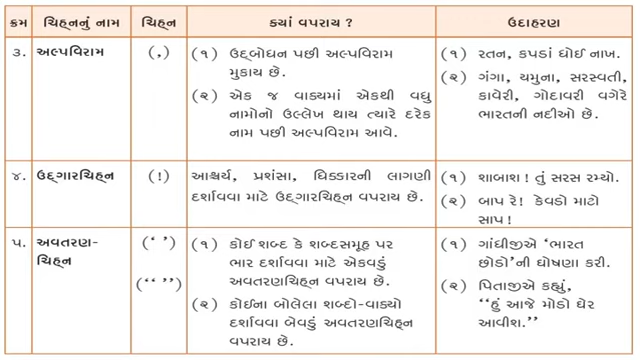 ક્રમ ચિહ્નનું નામ ચિહ્ન ક્યાં વપરાય ? ઉદાહરણ
૩. અલ્પવિરામ (,) (૧) ઉદ્‌બોધન પછી અલ્પવિરામ (૧) રતન, કપડાં ધોઈ નાખ.
મુકાય છે. (૨) ગંગા, યમુના, સરસ્વતી,
(૨) એક જ વાક્યમાં એકથી વધુ કાવેરી, ગોદાવરી વગેરે
નામોનો ઉલ્લેખ થાય ત્યારે દરેક ભારતની નદીઓ છે.
નામ પછી અલ્પવિરામ આવે.
૪. ઉદ્‌ગારચિહ્ન (!) આશ્ચર્ય, પ્રશંસા, ધિક્કારની લાગણી (૧) શાબાશ! તું સરસ રમ્યો.
દર્શાવવા માટે ઉદ્‌ગારચિહ્ન વપરાય છે. (૨) બાપ રે! કેવડો માટો
સાપ!
૫. અવતરણ- (‘ ’) (૧) કોઈ શબ્દ કે શબ્દસમૂહ પર (૧) ગાંધીજીએ ‘ભારત
ચિહ્ન ભાર દર્શાવવા માટે એકવડું છોડો’ની ઘોષણા કરી.
(“ ”) અવતરણચિહ્ન વપરાય છે. (૨) પિતાજીએ કહ્યું,
(૨) કોઈના બોલેલા શબ્દો-વાક્યો “હું આજે મોડો ઘેર
દર્શાવવા બેવડું અવતરણચિહ્ન આવીશ.”
વપરાય છે.